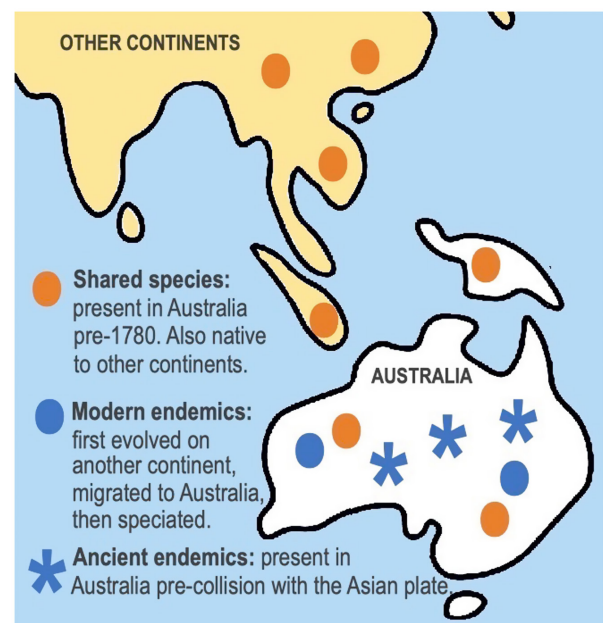 OTHER CONTINENTS
Shared species:
present in Australia
pre-1780. Also native
to other continents.
AUSTRALIA
Modern endemics:
first evolved on
another continent,
migrated to Australia,
then speciated.
Ancient endemics: present in
Australia pre-collision with the Asian plate.